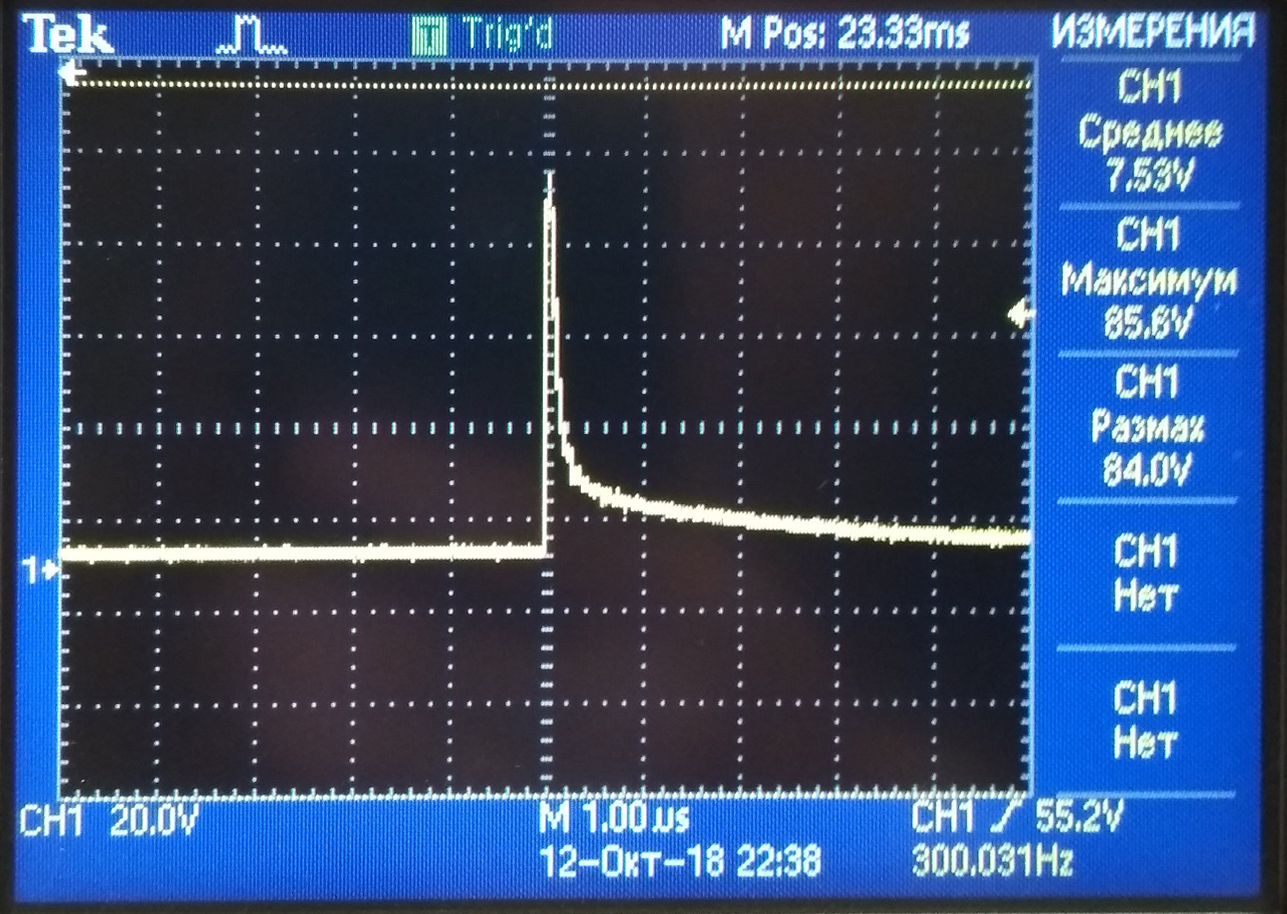 Tek
T Trig'd
M Pos: 23.33ms
ИЗМЕРЕНИЯ
CH1
Среднее
7.53V
CH1
Максимум
85.6V
CH1
Размах
84.0V
CH1
Нет
CH1
Нет
1
CH1 20.0V
M 1.00µs
CH1 55.2V
12-Окт-18 22:38
300.031Hz